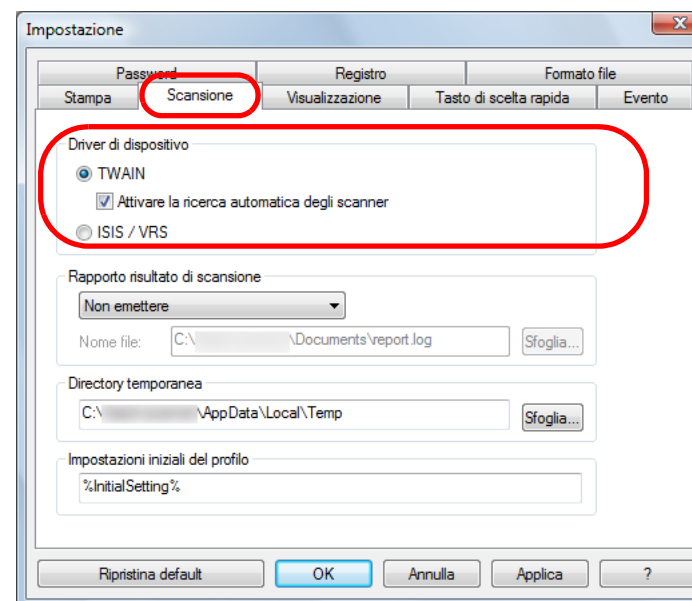 Impostazione
Password Registro Formato file
Stampa Scansione Visualizzazione Tasto di scelta rapida Evento
Driver di dispositivo
TWAIN
Attivare la ricerca automatica degli scanner
ISIS / VRS
Rapporto risultato di scansione
Non emettere
Nome file: C:\ \Documents\report.log Sfoglia...
Directory temporanea
C:\ \AppData\Local\Temp Sfoglia...
Impostazioni iniziali del profilo
%InitialSetting%
Ripristina default OK Annulla Applica ?